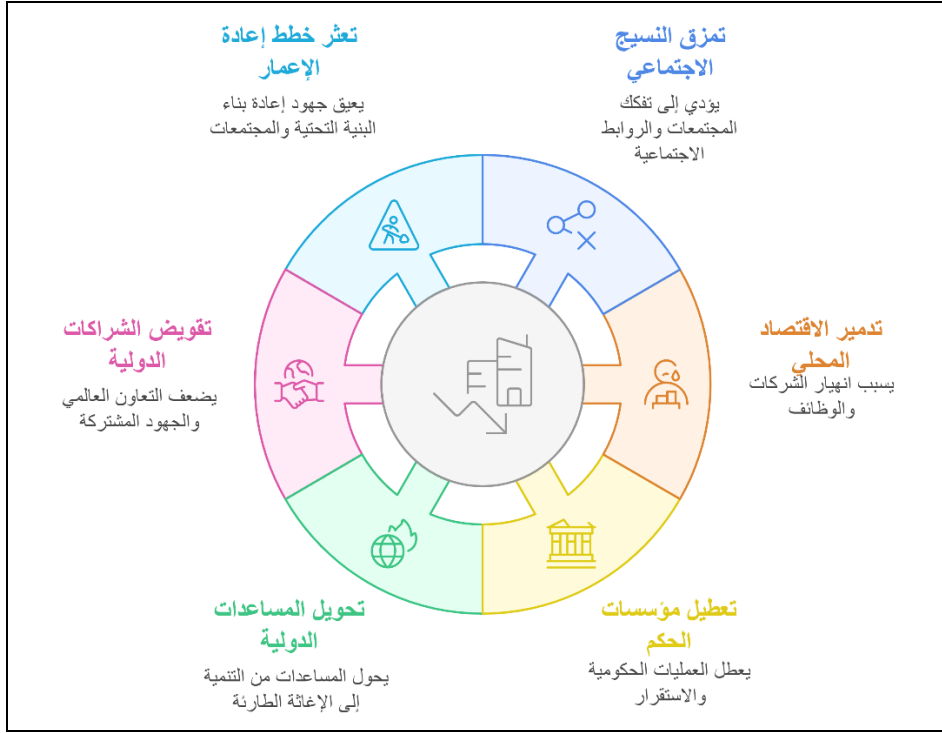 تمزق النسيج
الاجتماعي
يؤدي إلى تفكك
المجتمعات والروابط
الاجتماعية
تدمير الاقتصاد
المحلي
يسبب انهيار الشركات
والوظائف
تعطيل مؤسسات
الحكم
يعطل العمليات الحكومية
والاستقرار
تحويل المساعدات
الدولية
يحول المساعدات من التنمية
إلى الإغاثة الطارئة
تقويض الشراكات
الدولية
يضعف التعاون العالمي
والجهود المشتركة
تعثر خطط إعادة
الإعمار
يعيق جهود إعادة بناء
البنية التحتية والمجتمعات